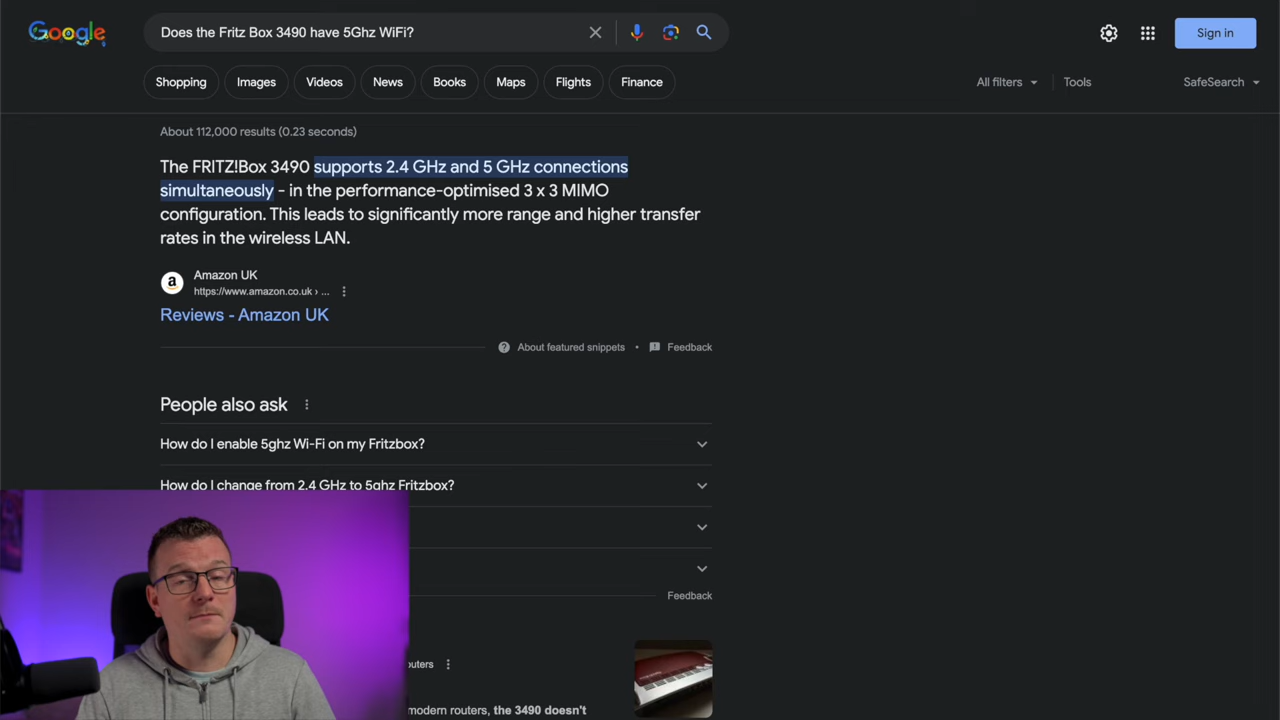 Google
Does the Fritz Box 3490 have 5Ghz WiFi?
Sign in
Shopping
Images
Videos
News
Books
Maps
Flights
Finance
All filters
Tools
SafeSearch
About 112,000 results (0.23 seconds)
The FRITZ!Box 3490 supports 2.4 GHz and 5 GHz connections
simultaneously - in the performance-optimised 3 x 3 MIMO
configuration. This leads to significantly more range and higher transfer
rates in the wireless LAN.
a
Amazon UK
https://www.amazon.co.uk › ...
Reviews - Amazon UK
About featured snippets
•
Feedback
People also ask
How do I enable 5ghz Wi-Fi on my Fritzbox?
How do I change from 2.4 GHz to 5ghz Fritzbox?
Feedback
outers
modern routers, the 3490 doesn't